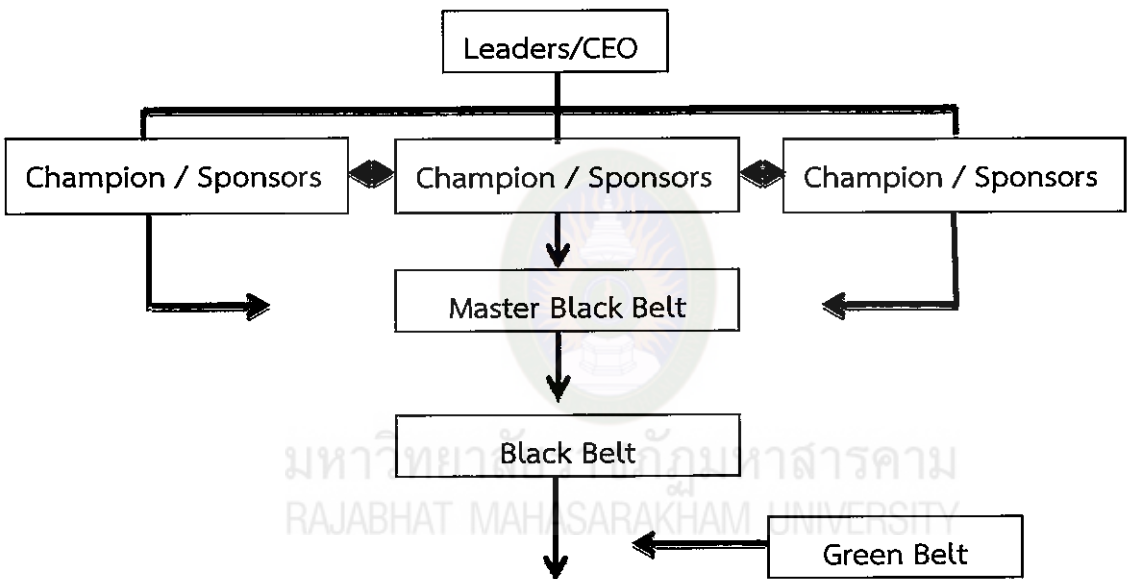 Leaders/CEO
Champion / Sponsors
Champion / Sponsors
Champion / Sponsors
Master Black Belt
Black Belt
มหาวิทยาลัยราชภัฏมหาสารคาม
RAJABHAT MAHASARAKHAM UNIVERSITY
Green Belt